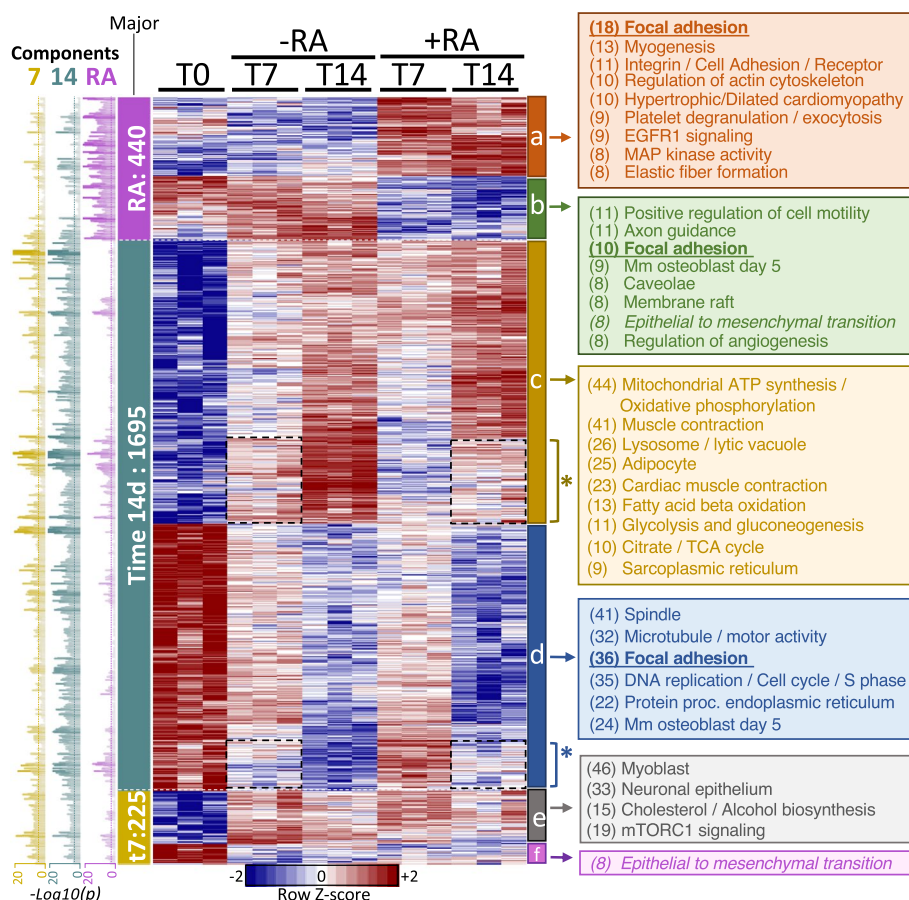 Major
-RA
+RA
Components
7 14 RA
T0
T7
T14
T7
T14
RA: 440
Time 14d : 1695
t7:225
a
b
c
*
d
*
e
f
(18) Focal adhesion
(13) Myogenesis
(11) Integrin / Cell Adhesion / Receptor
(10) Regulation of actin cytoskeleton
(10) Hypertrophic/Dilated cardiomyopathy
(9) Platelet degranulation / exocytosis
(9) EGFR1 signaling
(8) MAP kinase activity
(8) Elastic fiber formation
(11) Positive regulation of cell motility
(11) Axon guidance
(10) Focal adhesion
(9) Mm osteoblast day 5
(8) Caveolae
(8) Membrane raft
(8) Epithelial to mesenchymal transition
(8) Regulation of angiogenesis
(44) Mitochondrial ATP synthesis /
Oxidative phosphorylation
(41) Muscle contraction
(26) Lysosome / lytic vacuole
(25) Adipocyte
(23) Cardiac muscle contraction
(13) Fatty acid beta oxidation
(11) Glycolysis and gluconeogenesis
(10) Citrate / TCA cycle
(9) Sarcoplasmic reticulum
(41) Spindle
(32) Microtubule / motor activity
(36) Focal adhesion
(35) DNA replication / Cell cycle / S phase
(22) Protein proc. endoplasmic reticulum
(24) Mm osteoblast day 5
(46) Myoblast
(33) Neuronal epithelium
(15) Cholesterol / Alcohol biosynthesis
(19) mTORC1 signaling
(8) Epithelial to mesenchymal transition
20 0 20 0 20 0
-Log10(p)
-2 0 +2
Row Z-score